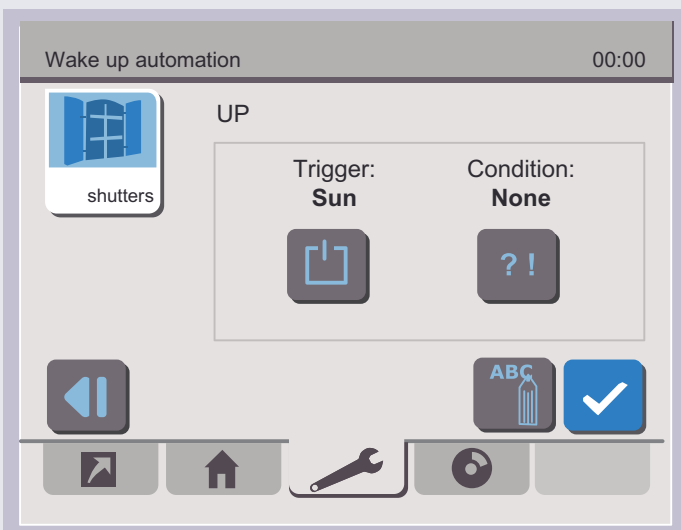 Wake up automation 00:00
UP
shutters
Trigger: Condition:
Sun None
? !
ABC